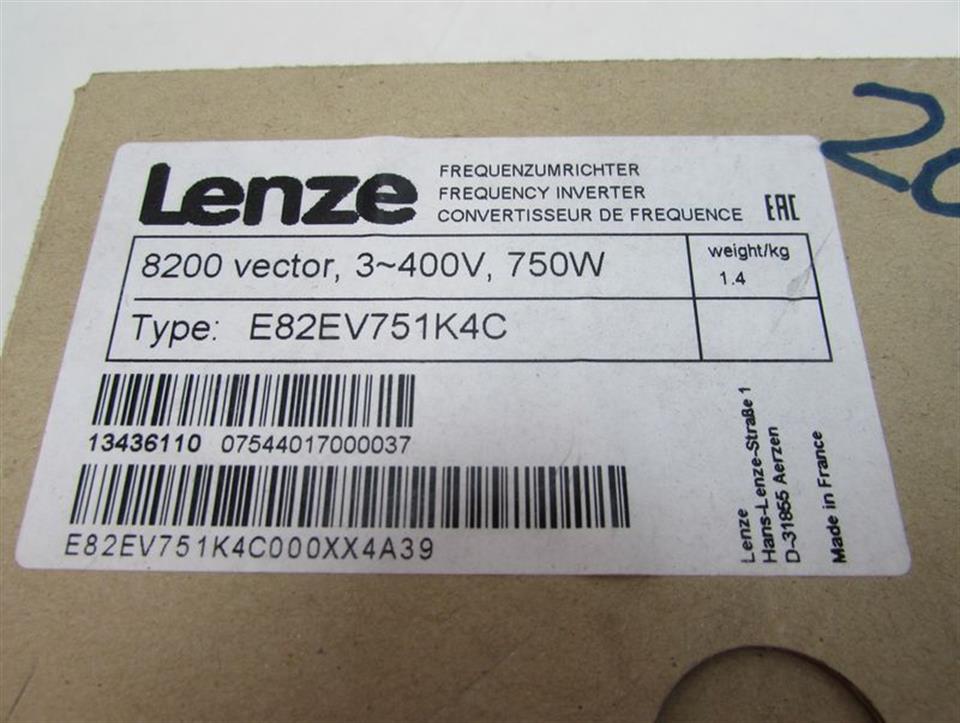 Lenze
FREQUENZUMRICHTER
FREQUENCY INVERTER
CONVERTISSEUR DE FREQUENCE
EAC
8200 vector, 3~400V, 750W
weight/kg
1.4
Type: E82EV751K4C
13436110 07544017000037
E82EV751K4C000XX4A39
Lenze
Hans-Lenze-Straße 1
D-31855 Aerzen
Made in France